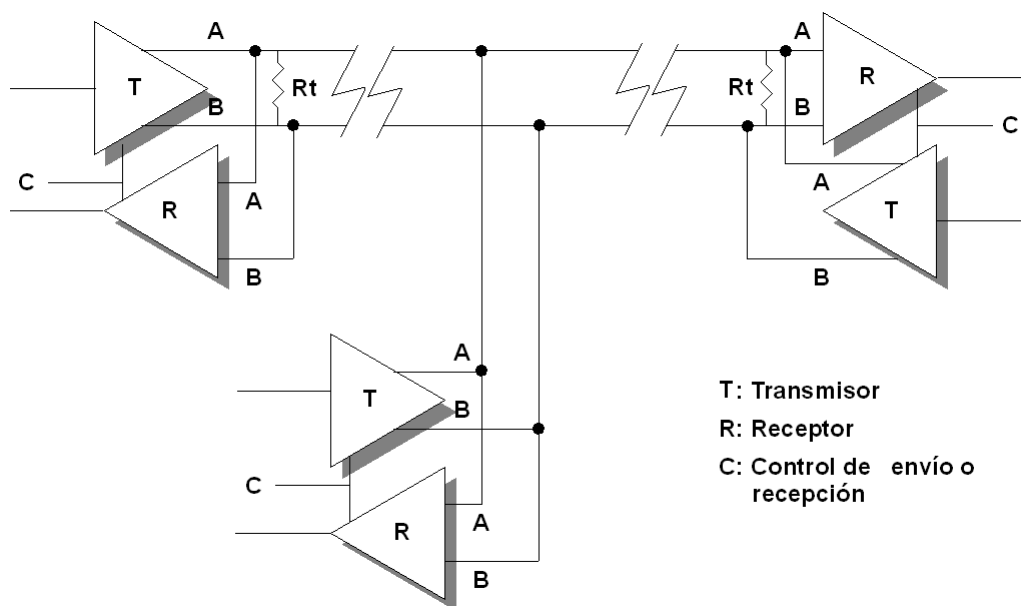 A
A
T
Rt
Rt
R
B
B
C
C
R
A
A
T
B
B
A
T
B
T: Transmisor
R: Receptor
C: Control de envío o
recepción
C
R
A
B